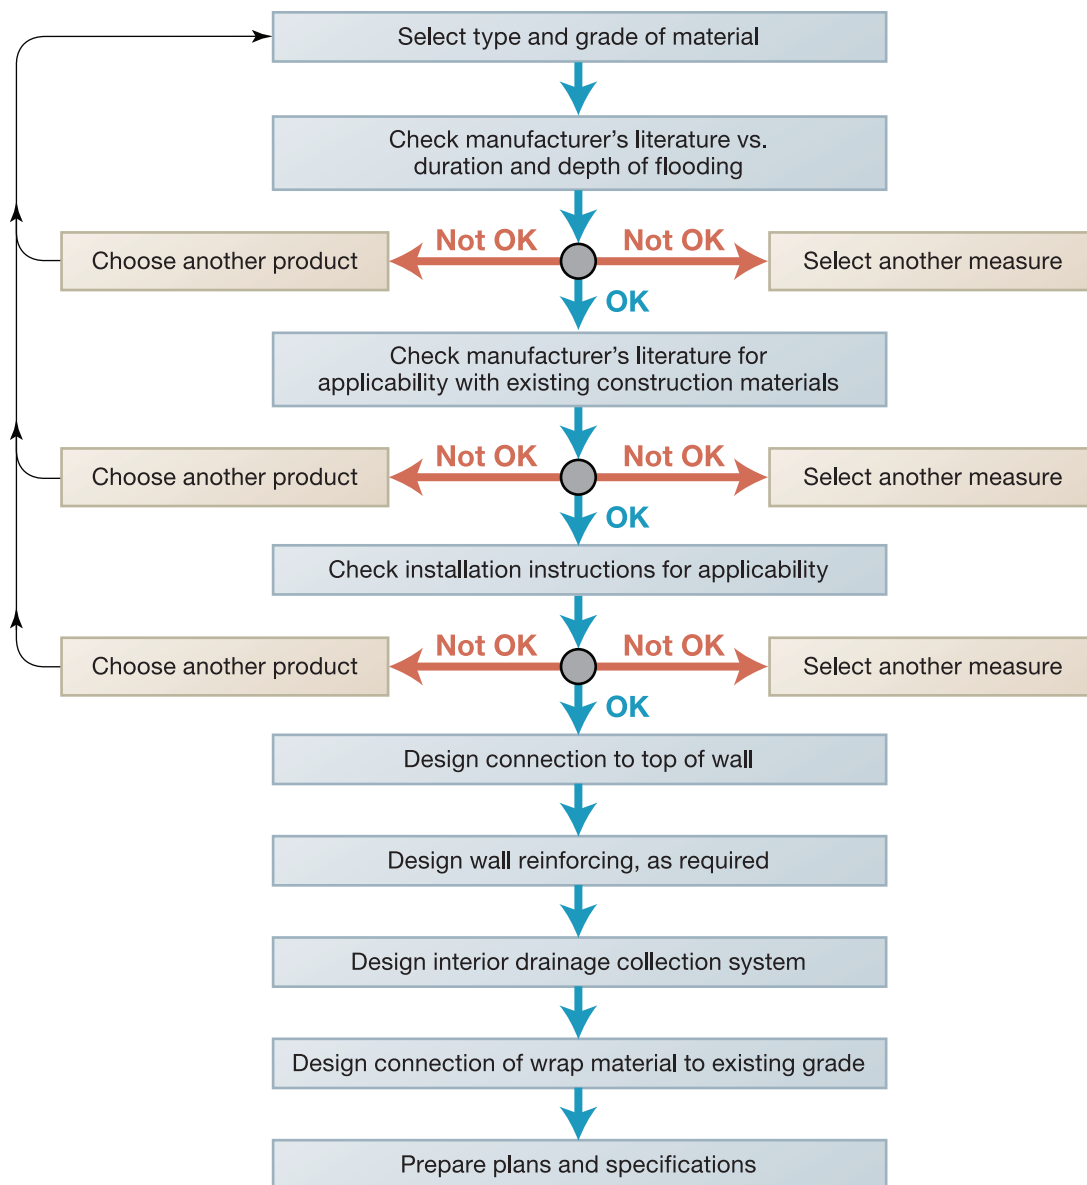 Select type and grade of material
Check manufacturer's literature vs.
duration and depth of flooding
Not OK
Not OK
Choose another product
Select another measure
OK
Check manufacturer's literature for
applicability with existing construction materials
Not OK
Not OK
Choose another product
Select another measure
OK
Check installation instructions for applicability
Not OK
Not OK
Choose another product
Select another measure
OK
Design connection to top of wall
Design wall reinforcing, as required
Design interior drainage collection system
Design connection of wrap material to existing grade
Prepare plans and specifications